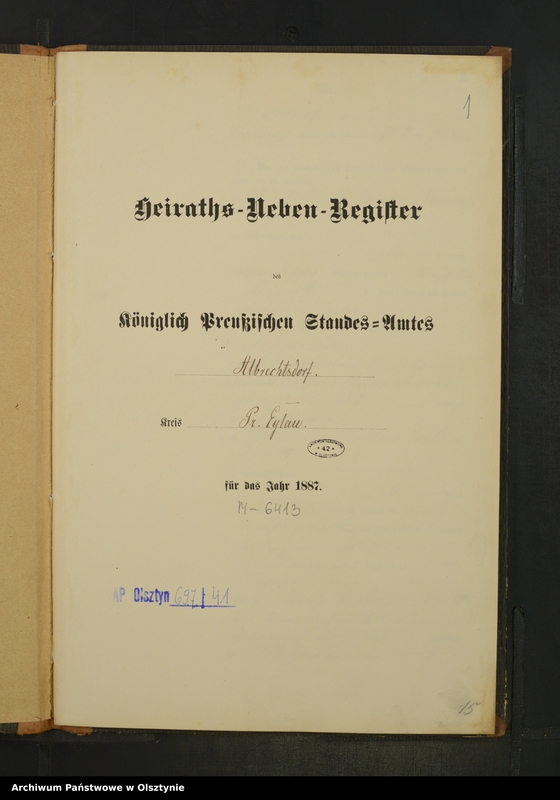 1
Heiraths-Neben-Register
des
Königlich Preußischen Standes-Amtes
Albrechtsdorf.
Kreis Pr. Eylau.
42
für das Jahr 1887.
M-6413
AP Olsztyn 697/41
15
Archiwum Państwowe w Olsztynie